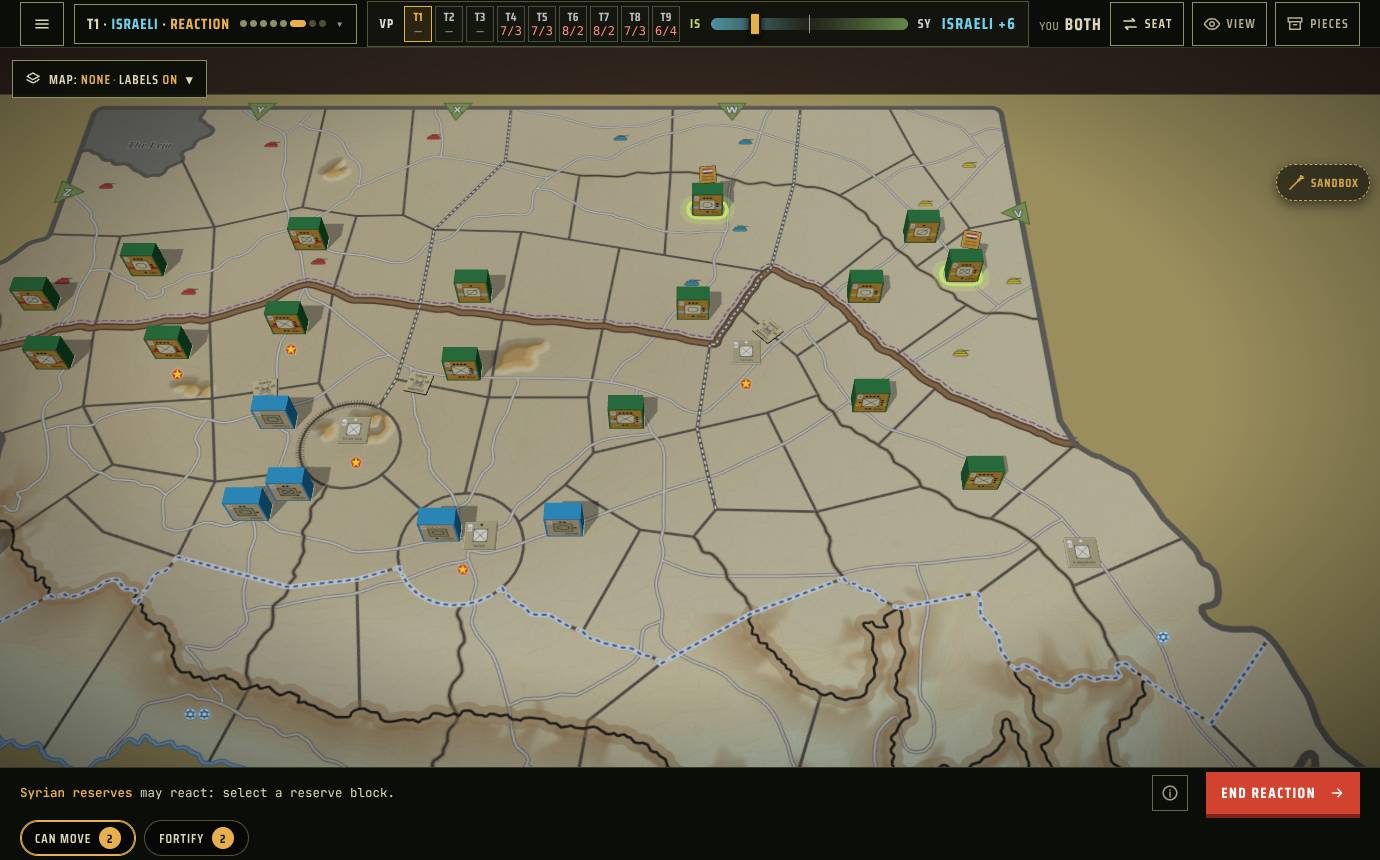 T1 · ISRAELI · REACTION
VP
T1
—
T2
—
T3
—
T4
7/3
T5
7/3
T6
8/2
T7
8/2
T8
7/3
T9
6/4
IS
SY
ISRAELI +6
YOU BOTH
SEAT
VIEW
PIECES
MAP: NONE · LABELS ON
SANDBOX
Y
X
W
Z
V
The Leja
Syrian reserves may react: select a reserve block.
END REACTION
CAN MOVE 2
FORTIFY 2